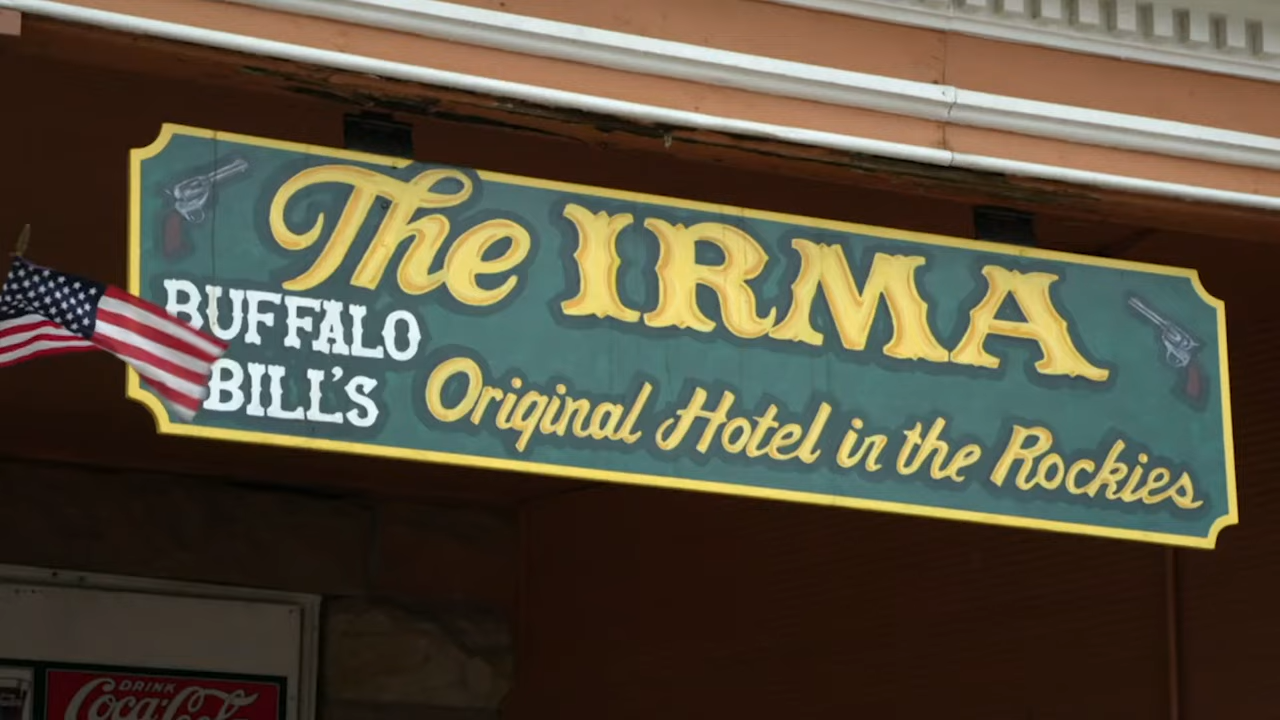 The IRMA
BUFFALO
BILL'S
Original Hotel in the Rockies
DRINK
Coca-Cola